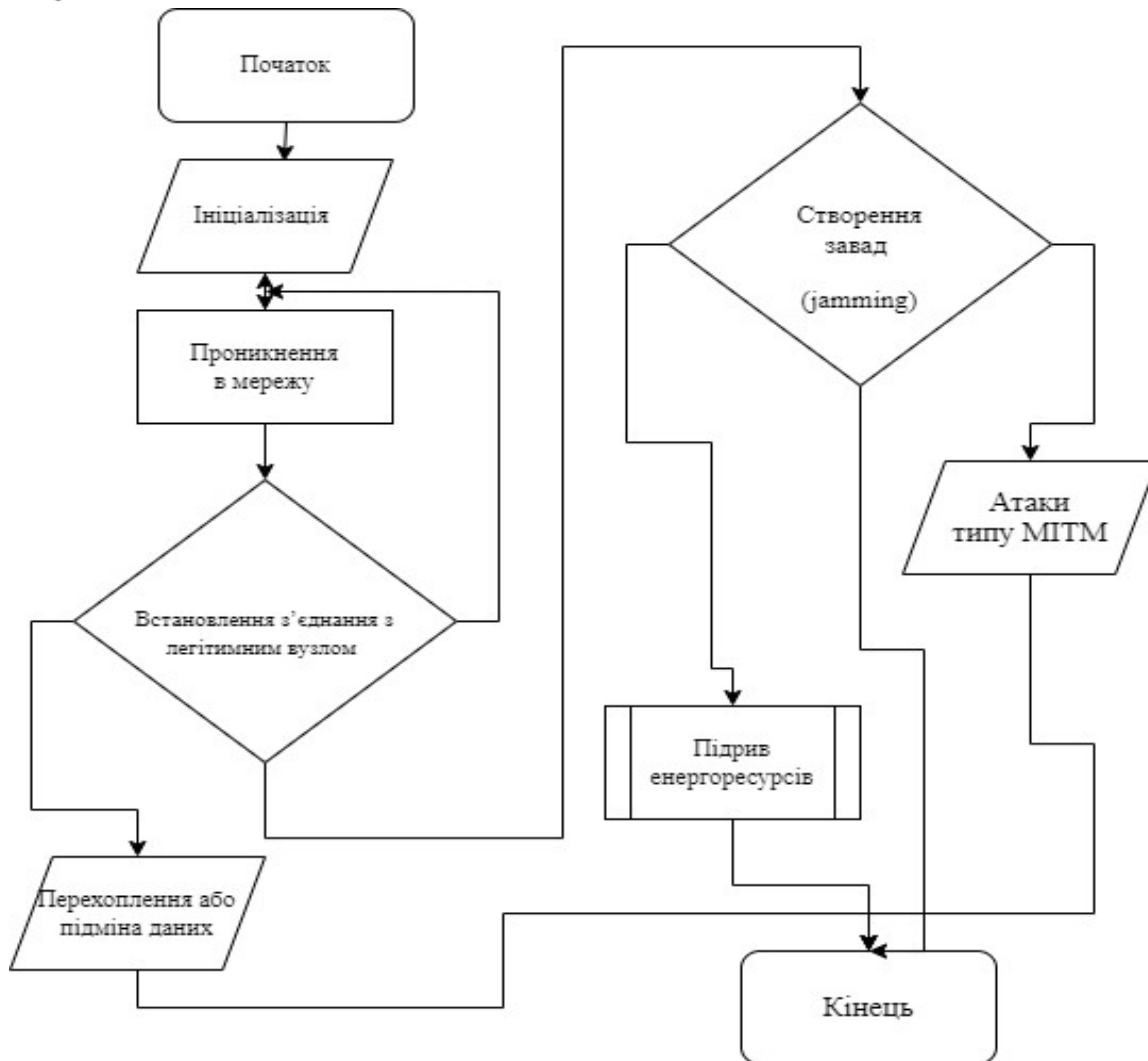 Початок
Ініціалізація
Проникнення
в мережу
Встановлення з’єднання з
легітимним вузлом
Перехоплення або
підміна даних
Створення
завад
(jamming)
Атаки
типу MITM
Підрив
енергоресурсів
Кінець